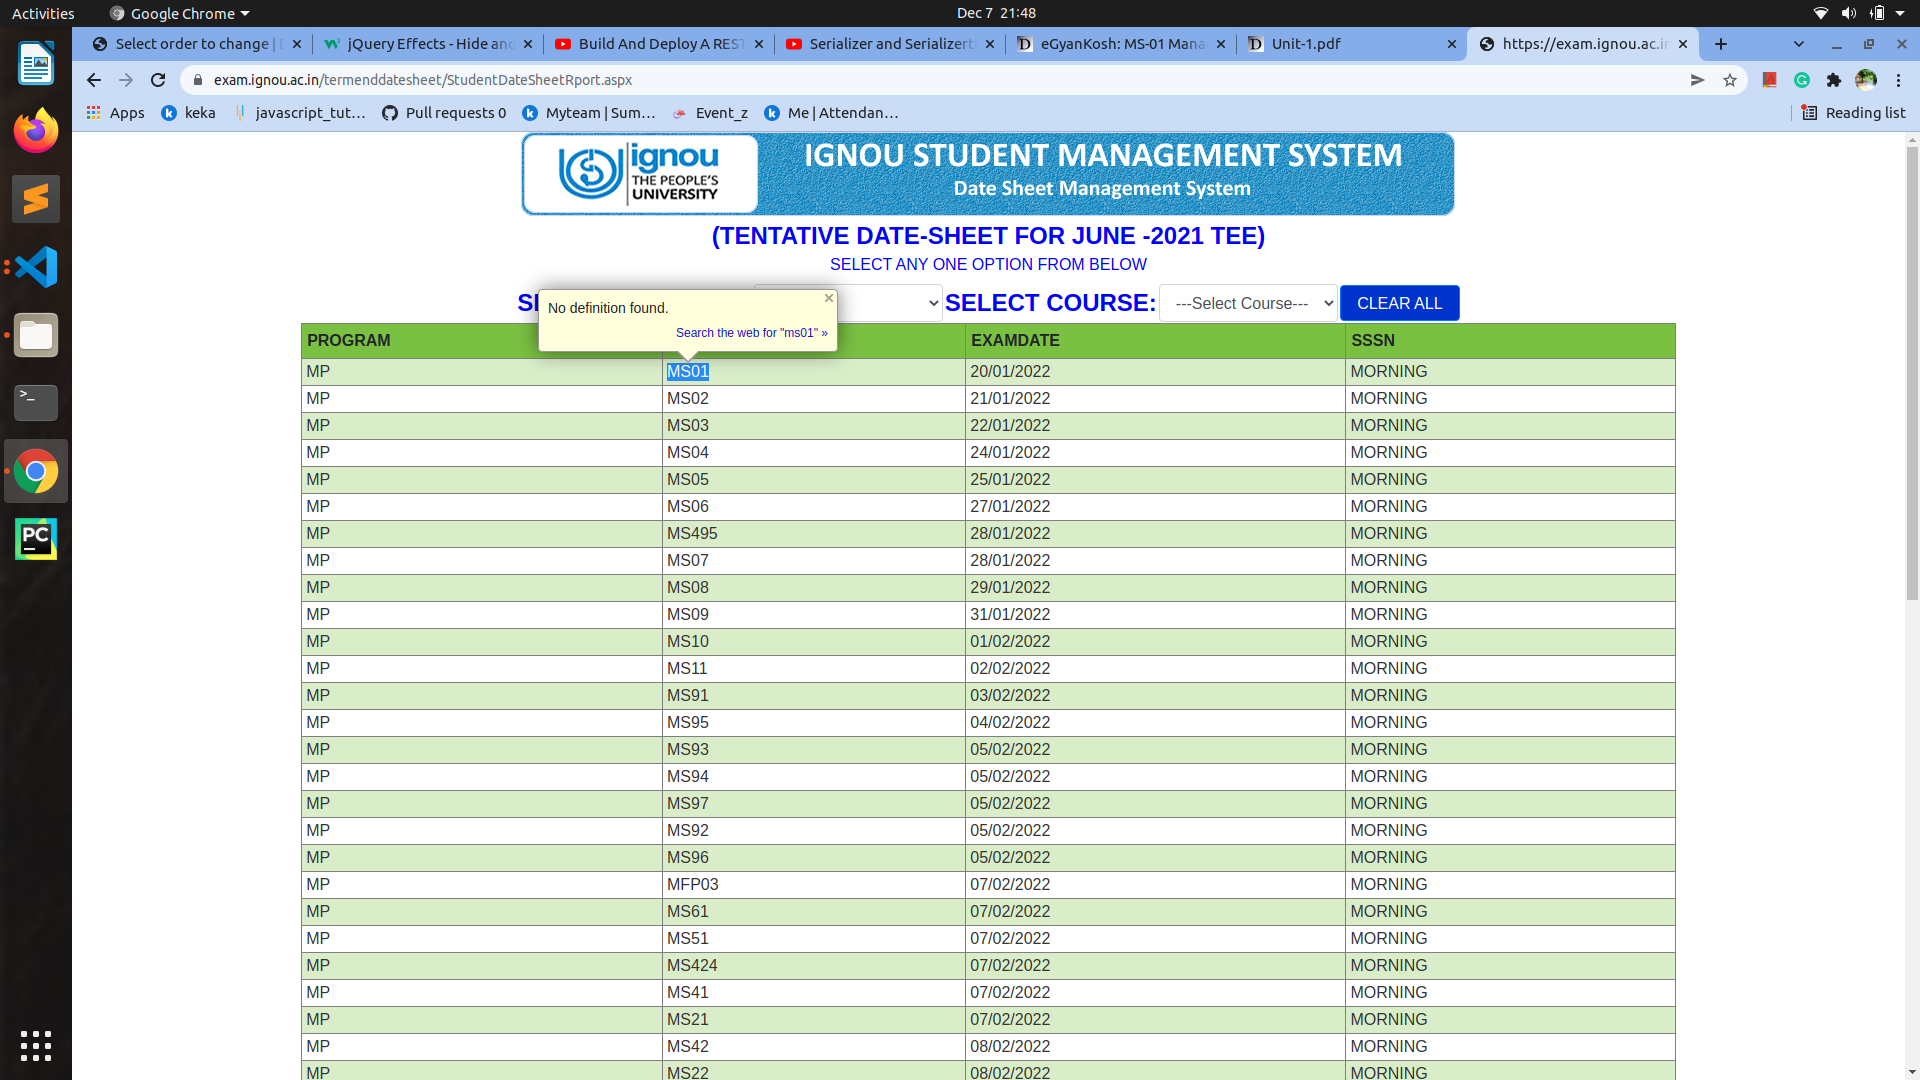 Activities
Google Chrome
Dec 7 21:48
Select order to change |
jQuery Effects - Hide and
Build And Deploy A REST
Serializer and Serializer
eGyanKosh: MS-01 Mana
Unit-1.pdf
https://exam.ignou.ac.in
exam.ignou.ac.in/termenddatesheet/StudentDateSheetRport.aspx
Apps
keka
javascript_tut...
Pull requests 0
Myteam | Sum...
Event_z
Me | Attendan...
Reading list
ignou
THE PEOPLE'S
UNIVERSITY
IGNOU STUDENT MANAGEMENT SYSTEM
Date Sheet Management System
(TENTATIVE DATE-SHEET FOR JUNE -2021 TEE)
SELECT ANY ONE OPTION FROM BELOW
No definition found.
Search the web for "ms01" »
SELECT COURSE: ---Select Course--- CLEAR ALL
PROGRAM EXAMDATE SSSN
MP MS01 20/01/2022 MORNING
MP MS02 21/01/2022 MORNING
MP MS03 22/01/2022 MORNING
MP MS04 24/01/2022 MORNING
MP MS05 25/01/2022 MORNING
MP MS06 27/01/2022 MORNING
MP MS495 28/01/2022 MORNING
MP MS07 28/01/2022 MORNING
MP MS08 29/01/2022 MORNING
MP MS09 31/01/2022 MORNING
MP MS10 01/02/2022 MORNING
MP MS11 02/02/2022 MORNING
MP MS91 03/02/2022 MORNING
MP MS95 04/02/2022 MORNING
MP MS93 05/02/2022 MORNING
MP MS94 05/02/2022 MORNING
MP MS97 05/02/2022 MORNING
MP MS92 05/02/2022 MORNING
MP MS96 05/02/2022 MORNING
MP MFP03 07/02/2022 MORNING
MP MS61 07/02/2022 MORNING
MP MS51 07/02/2022 MORNING
MP MS424 07/02/2022 MORNING
MP MS41 07/02/2022 MORNING
MP MS21 07/02/2022 MORNING
MP MS42 08/02/2022 MORNING
MP MS22 08/02/2022 MORNING